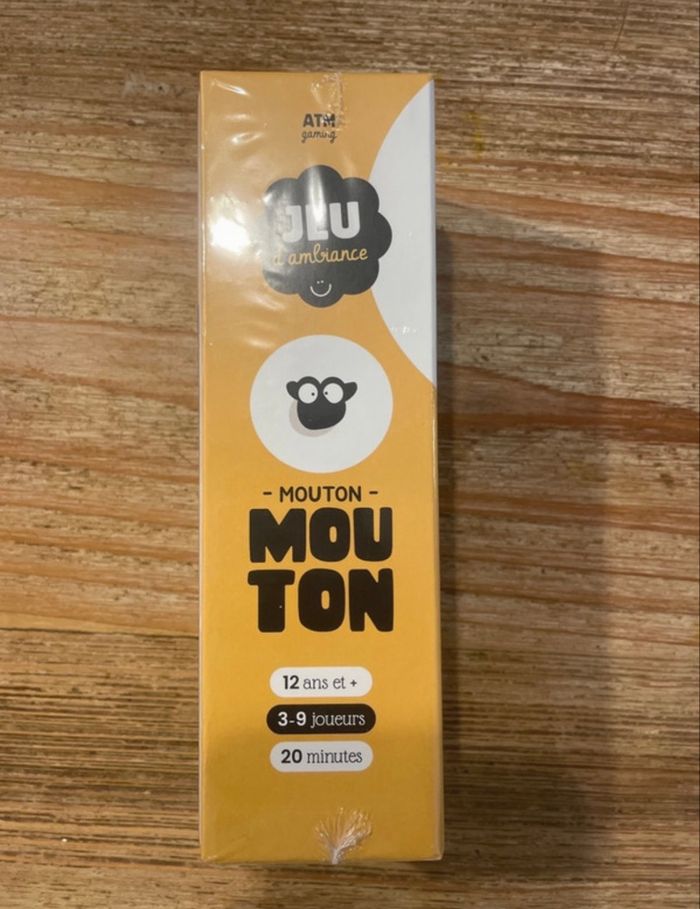 ATM
gaming
JEU
d'ambiance
- MOUTON -
MOU
TON
12 ans et +
3-9 joueurs
20 minutes